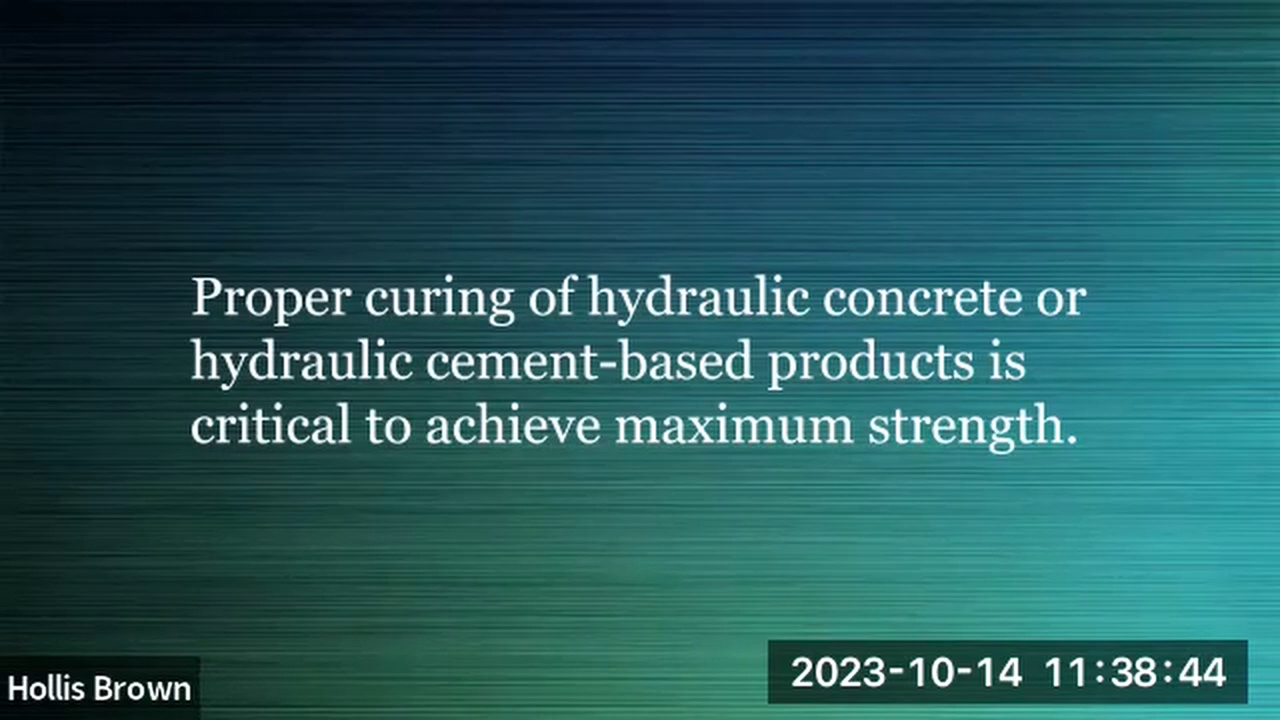 Proper curing of hydraulic concrete or
hydraulic cement-based products is
critical to achieve maximum strength.
Hollis Brown
2023-10-14 11:38:44